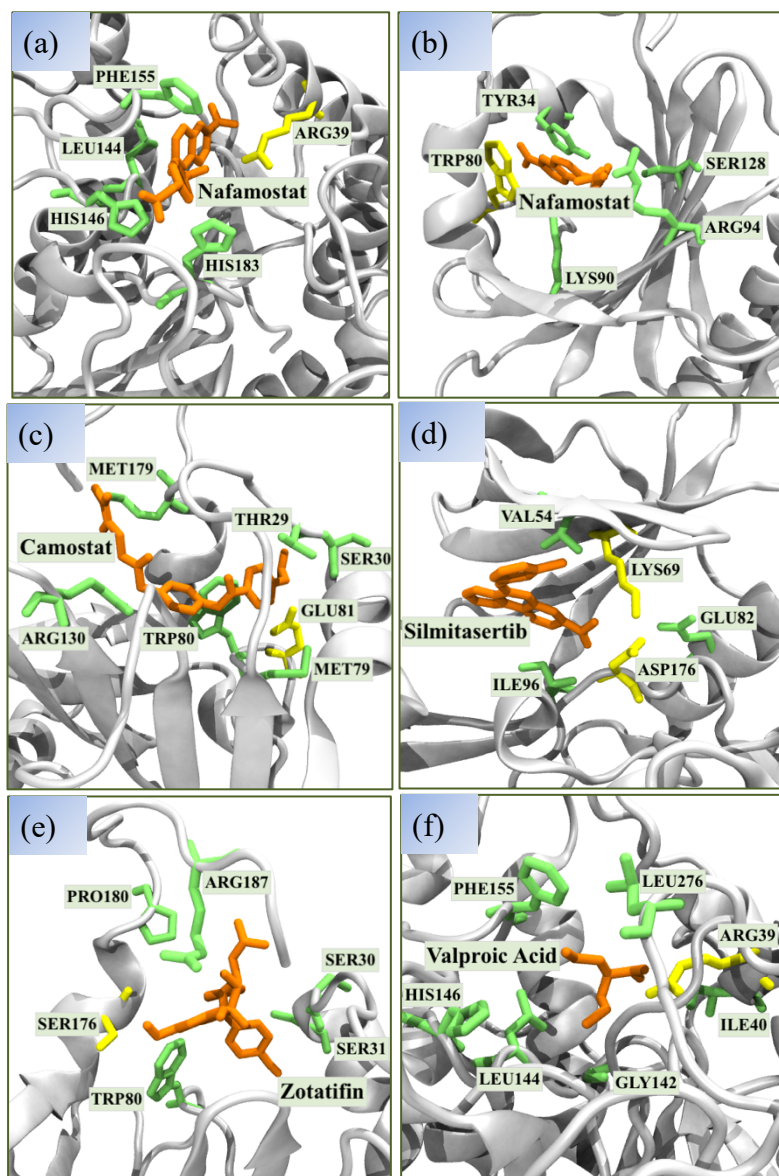 (a)
PHE155
ARG39
LEU144
Nafamostat
HIS146
HIS183
(b)
TYR34
TRP80
SER128
Nafamostat
ARG94
LYS90
(c)
MET179
THR29
Camostat
SER30
GLU81
ARG130
TRP80
MET79
(d)
VAL54
LYS69
Silmitasertib
GLU82
ILE96
ASP176
(e)
ARG187
PRO180
SER30
SER176
SER31
TRP80
Zotatifin
(f)
PHE155
LEU276
ARG39
Valproic Acid
HIS146
ILE40
LEU144
GLY142